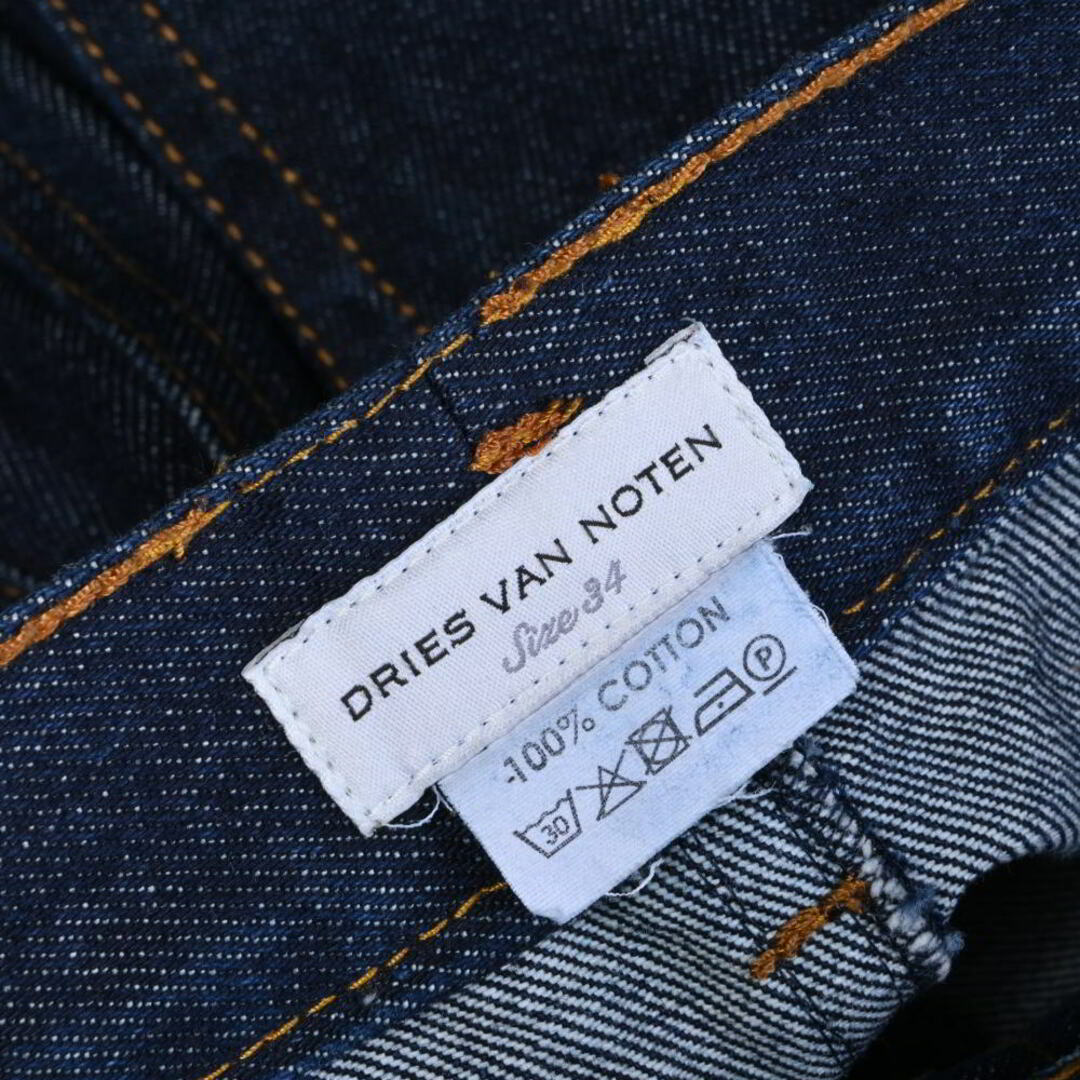 DRIES VAN NOTEN
Size 34
-100% COTTON
30 P